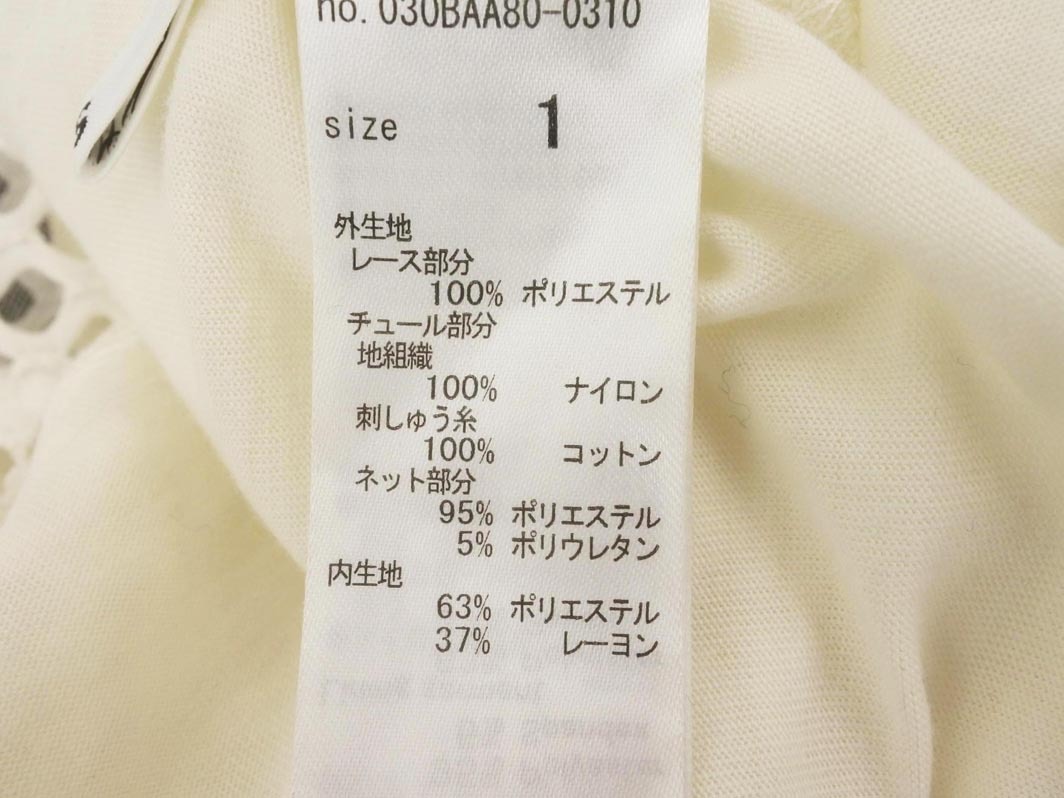 no. 030BAA80-0310
size 1
外生地
レース部分
100% ポリエステル
チュール部分
地組織
100% ナイロン
刺しゅう糸
100% コットン
ネット部分
95% ポリエステル
5% ポリウレタン
内生地
63% ポリエステル
37% レーヨン